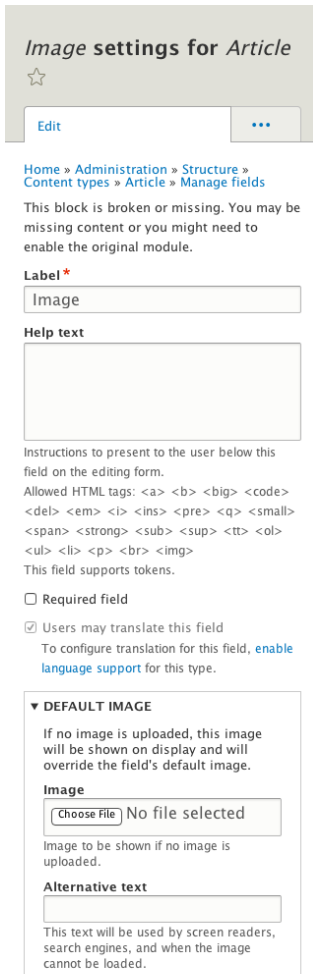 Image settings for Article
Edit
•••
Home » Administration » Structure »
Content types » Article » Manage fields
This block is broken or missing. You may be
missing content or you might need to
enable the original module.
Label*
Image
Help text
Instructions to present to the user below this
field on the editing form.
Allowed HTML tags: <a> <b> <big> <code>
<del> <em> <i> <ins> <pre> <q> <small>
<span> <strong> <sub> <sup> <tt> <ol>
<ul> <li> <p> <br> <img>
This field supports tokens.
Required field
Users may translate this field
To configure translation for this field, enable
language support for this type.
▼ DEFAULT IMAGE
If no image is uploaded, this image
will be shown on display and will
override the field's default image.
Image
Choose File No file selected
Image to be shown if no image is
uploaded.
Alternative text
This text will be used by screen readers,
search engines, and when the image
cannot be loaded.